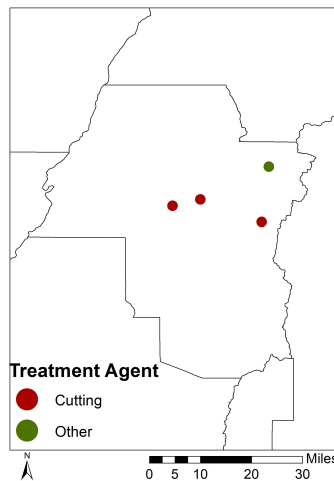 Treatment Agent
Cutting
Other
N
Miles
0 5 10 20 30